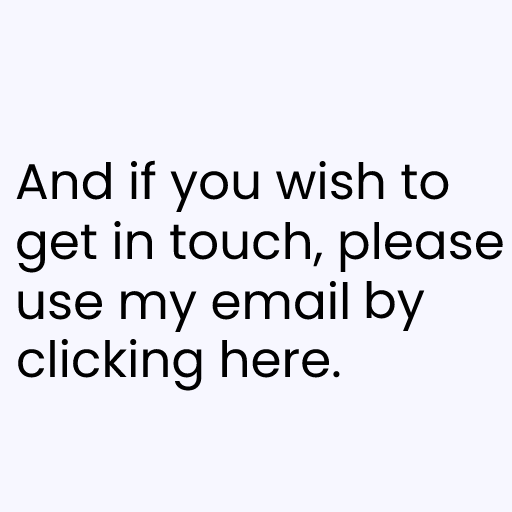 And if you wish to
get in touch, please
use my email by
clicking here.